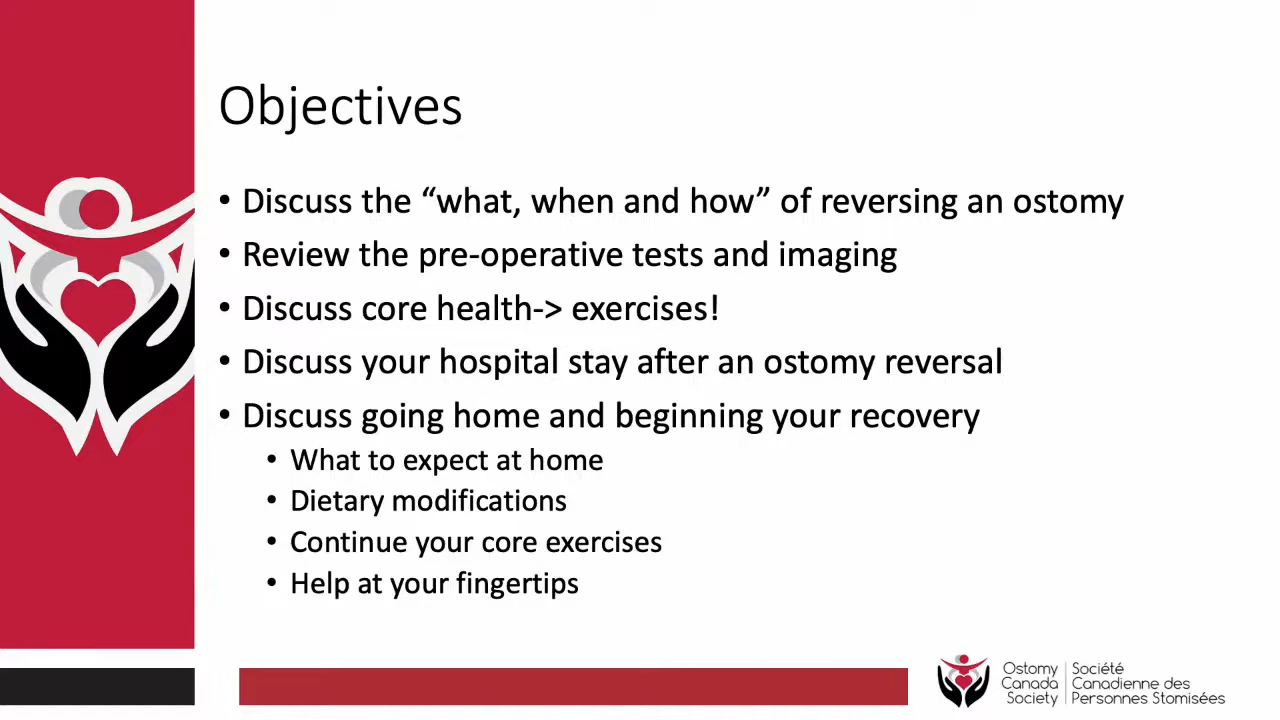 Objectives
• Discuss the “what, when and how” of reversing an ostomy
• Review the pre-operative tests and imaging
• Discuss core health-> exercises!
• Discuss your hospital stay after an ostomy reversal
• Discuss going home and beginning your recovery
• What to expect at home
• Dietary modifications
• Continue your core exercises
• Help at your fingertips
Ostomy
Canada
Society
Société
Canadienne des
Personnes Stomisées